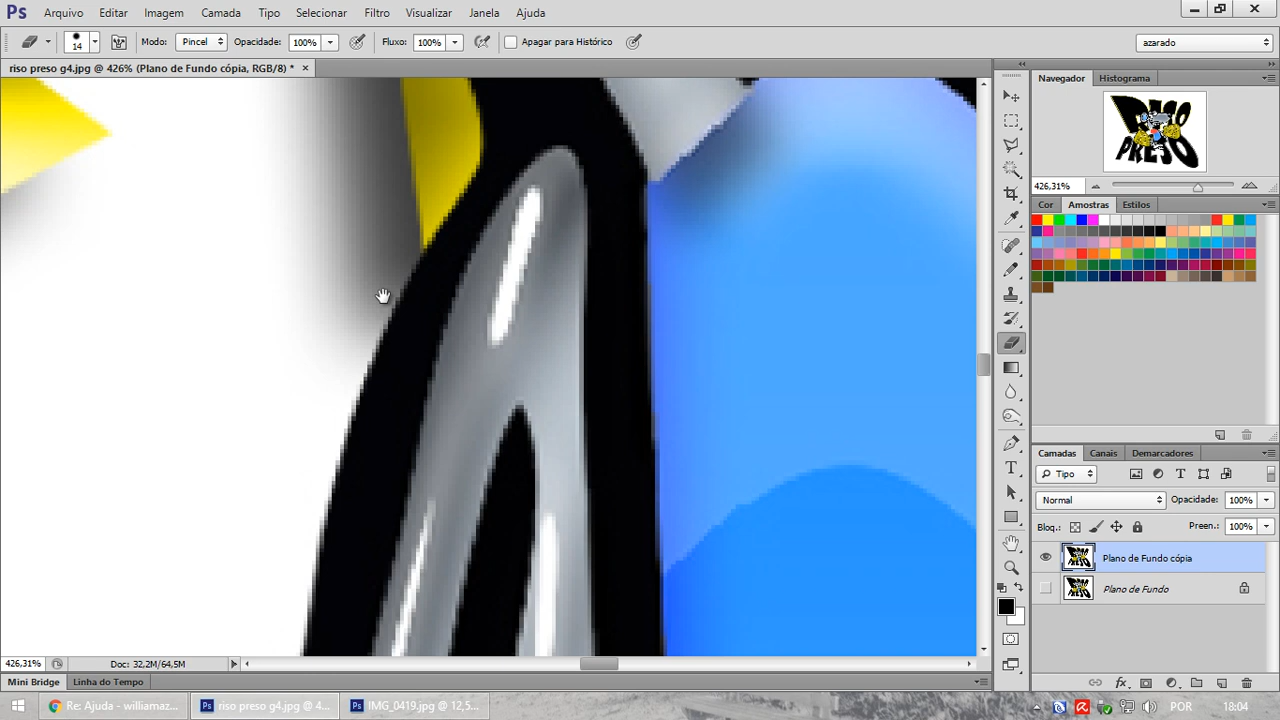 Ps Arquivo Editar Imagem Camada Tipo Selecionar Filtro Visualizar Janela Ajuda
14 Modo: Pincel Opacidade: 100% Fluxo: 100% Apagar para Histórico azarado
riso preso g4.jpg @ 426% (Plano de Fundo cópia, RGB/8) * ×
Navegador Histograma
RISO
PRESO
426,31%
Cor Amostras Estilos
Camadas Canais Demarcadores
Tipo
Normal Opacidade: 100%
Bloq.: Preen.: 100%
Plano de Fundo cópia
Plano de Fundo
426,31% Doc: 32,2M/64,5M
Mini Bridge Linha do Tempo
Re: Ajuda - williamaz... riso preso g4.jpg @ 4... IMG_0419.jpg @ 12,5... POR 18:04